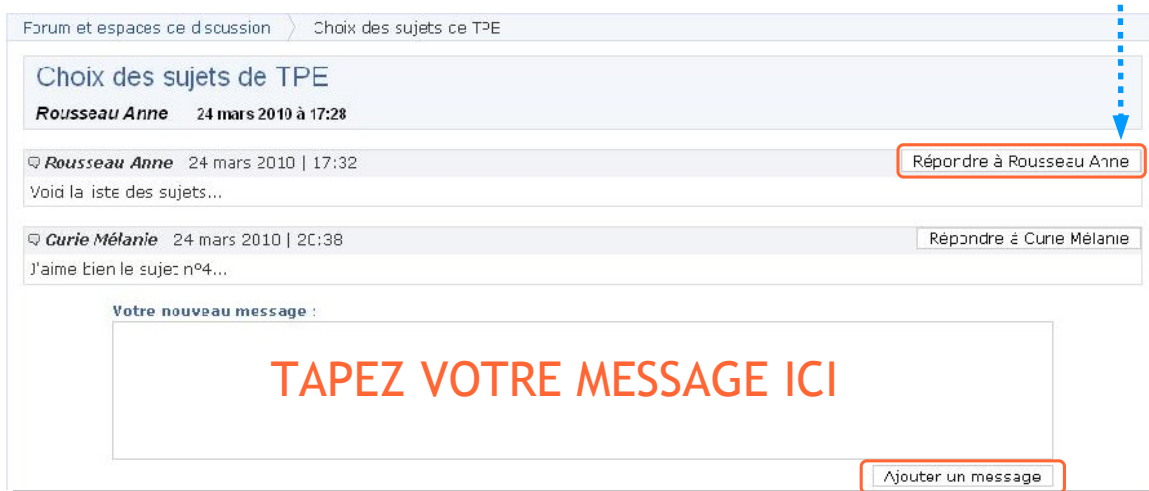 Forum et espaces de discussion > Choix des sujets de TPE
Choix des sujets de TPE
Rousseau Anne 24 mars 2010 à 17:28
Rousseau Anne 24 mars 2010 | 17:32 Répondre à Rousseau Anne
Voici la liste des sujets...
Curie Mélanie 24 mars 2010 | 20:38 Répondre à Curie Mélanie
J'aime bien le sujet n°4...
Votre nouveau message :
TAPEZ VOTRE MESSAGE ICI
Ajouter un message